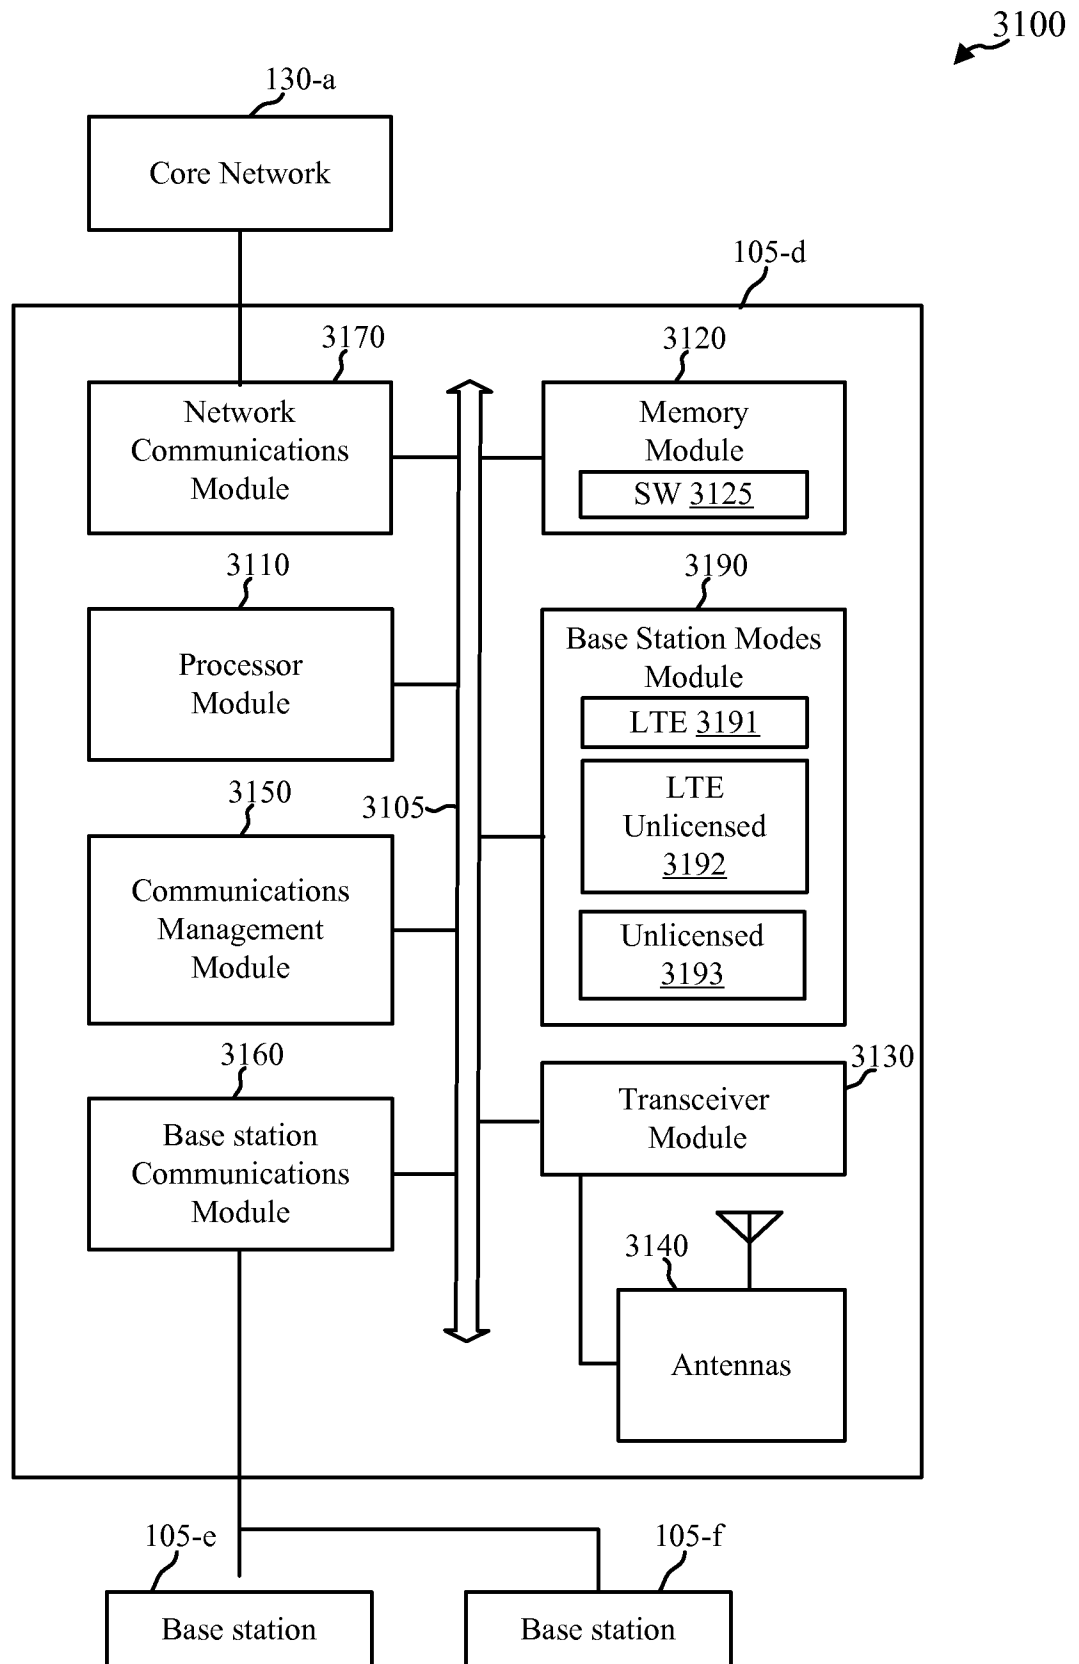 3100
130-a
Core Network
105-d
3170
Network
Communications
Module
3120
Memory
Module
SW 3125
3110
Processor
Module
3190
Base Station Modes
Module
LTE 3191
LTE
Unlicensed
3192
Unlicensed
3193
3105
3150
Communications
Management
Module
3160
Base station
Communications
Module
3130
Transceiver
Module
3140
Antennas
105-e
Base station
105-f
Base station